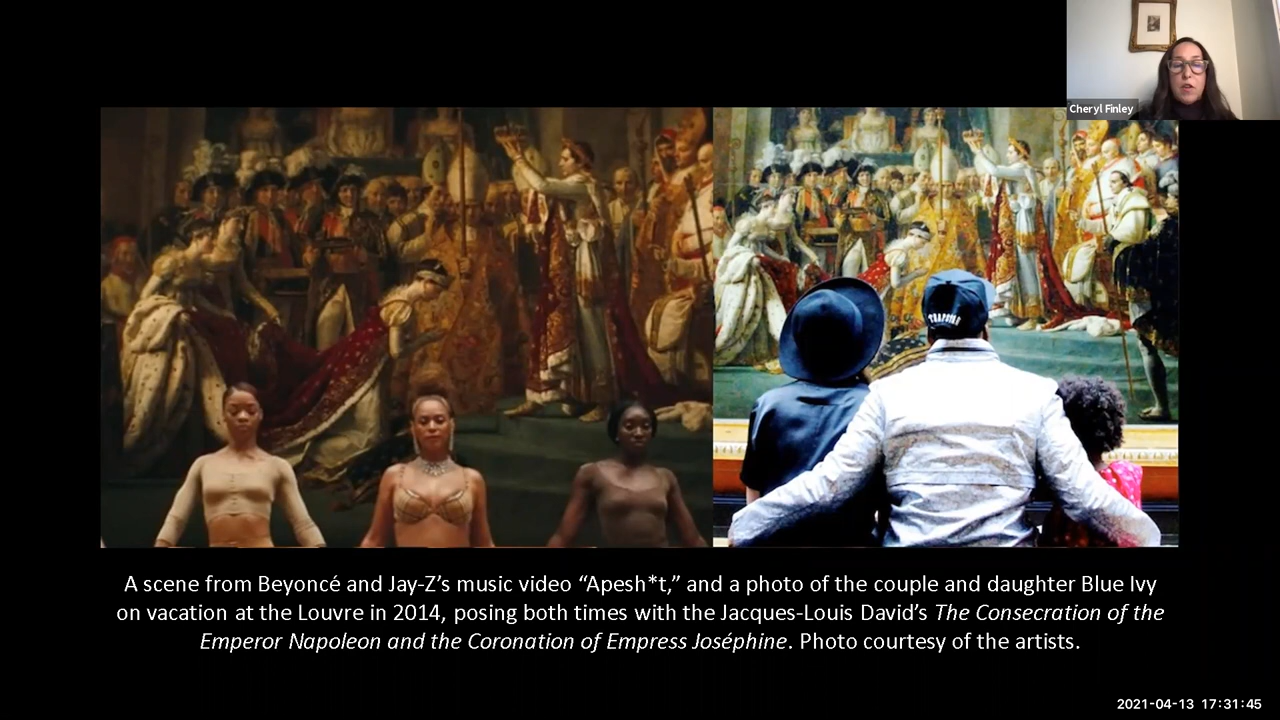 Cheryl Finley
A scene from Beyoncé and Jay-Z’s music video “Apesh*t,” and a photo of the couple and daughter Blue Ivy
on vacation at the Louvre in 2014, posing both times with the Jacques-Louis David’s The Consecration of the
Emperor Napoleon and the Coronation of Empress Joséphine. Photo courtesy of the artists.
2021-04-13 17:31:45